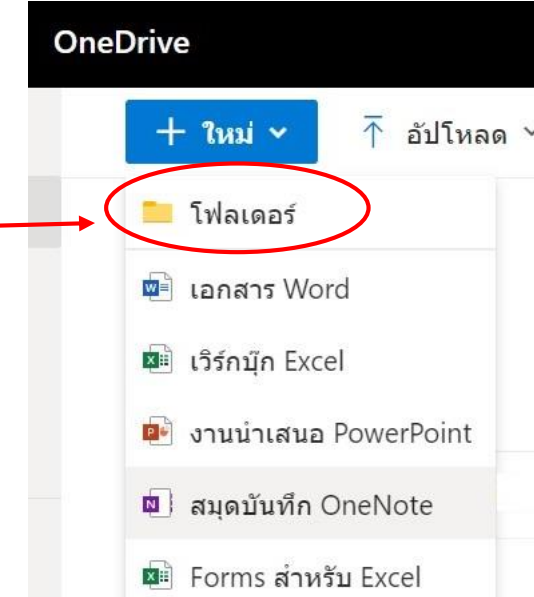 OneDrive
+ ใหม่
อัปโหลด
โฟลเดอร์
เอกสาร Word
เวิร์กบุ๊ก Excel
งานนำเสนอ PowerPoint
สมุดบันทึก OneNote
Forms สำหรับ Excel